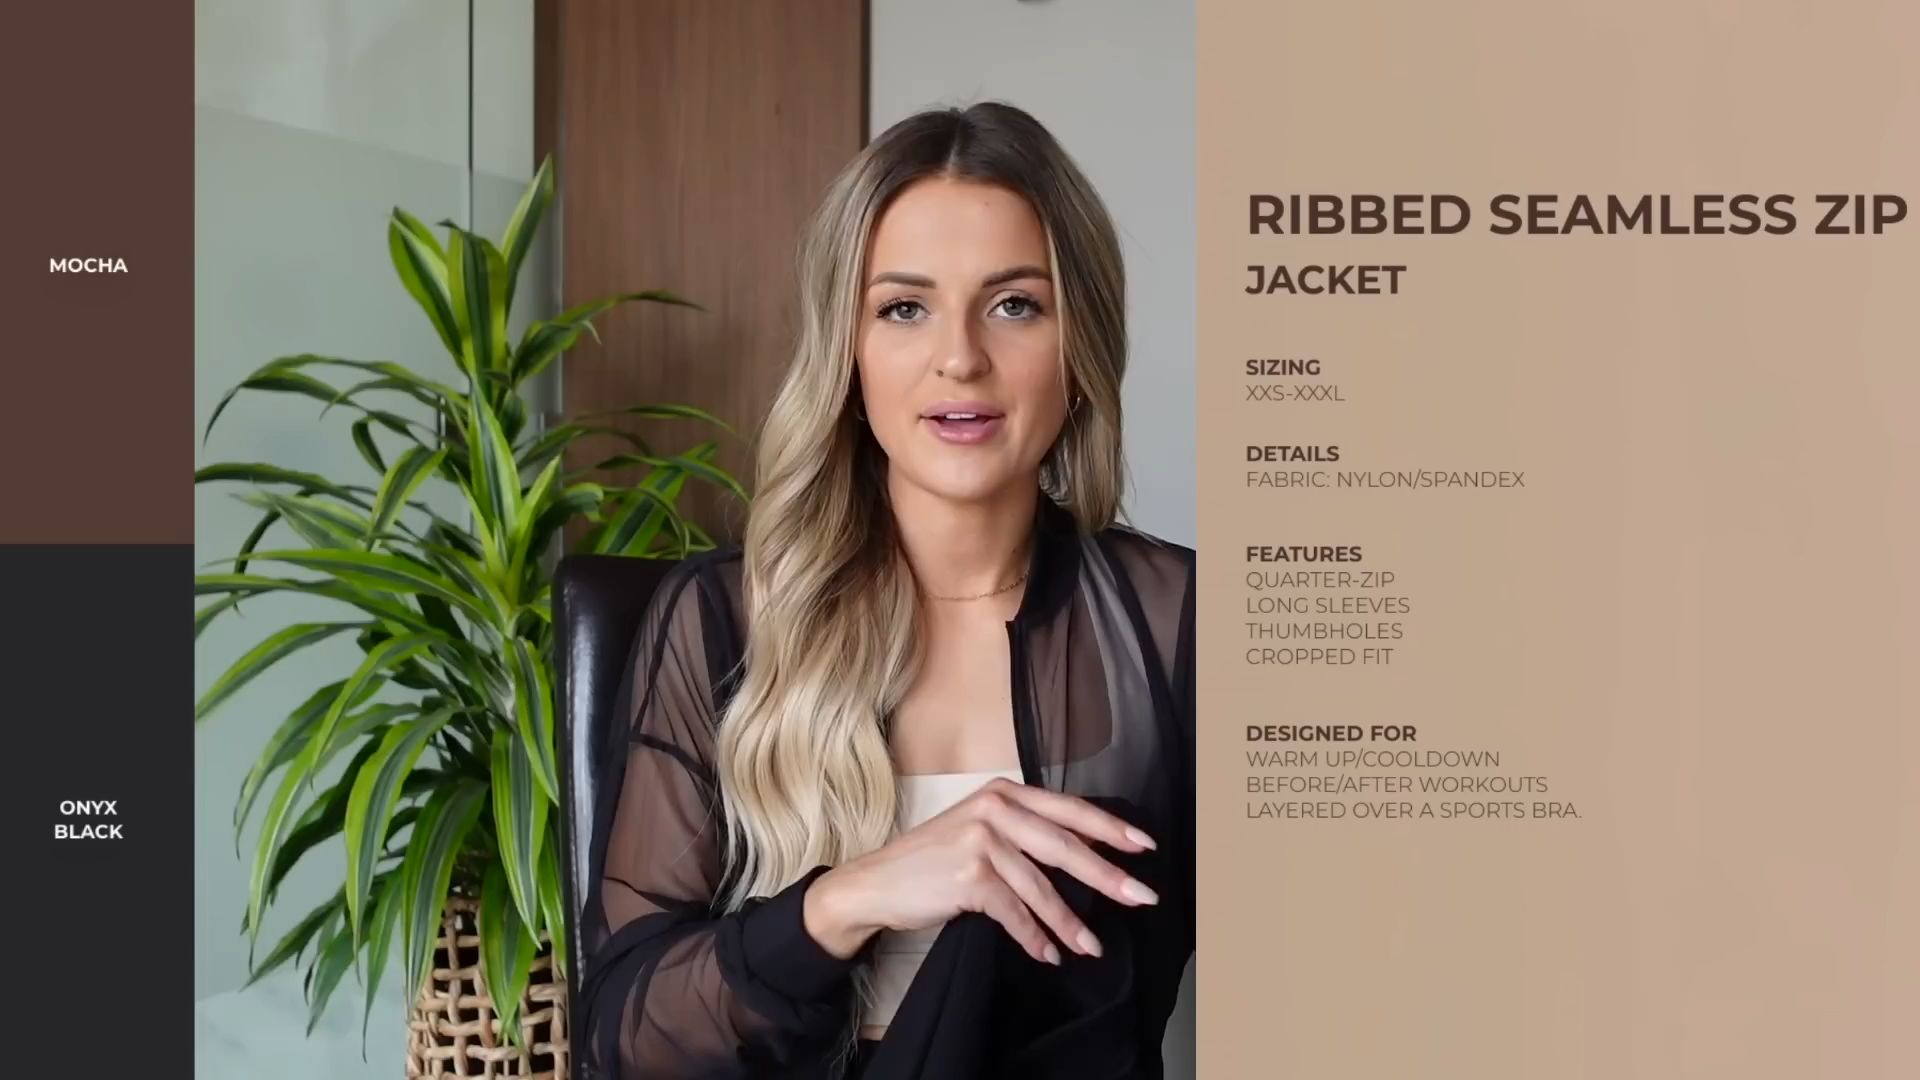 MOCHA
ONYX
BLACK
RIBBED SEAMLESS ZIP
JACKET
SIZING
XXS-XXXL
DETAILS
FABRIC: NYLON/SPANDEX
FEATURES
QUARTER-ZIP
LONG SLEEVES
THUMBHOLES
CROPPED FIT
DESIGNED FOR
WARM UP/COOLDOWN
BEFORE/AFTER WORKOUTS
LAYERED OVER A SPORTS BRA.